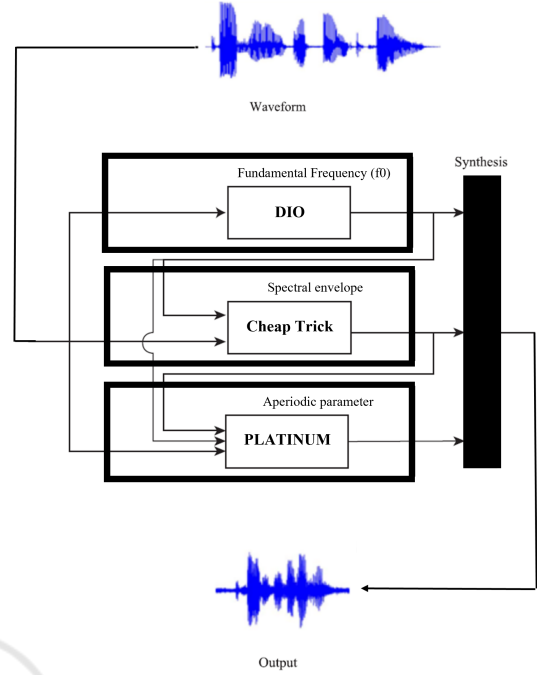 Waveform
Synthesis
Fundamental Frequency (f0)
DIO
Spectral envelope
Cheap Trick
Aperiodic parameter
PLATINUM
Output